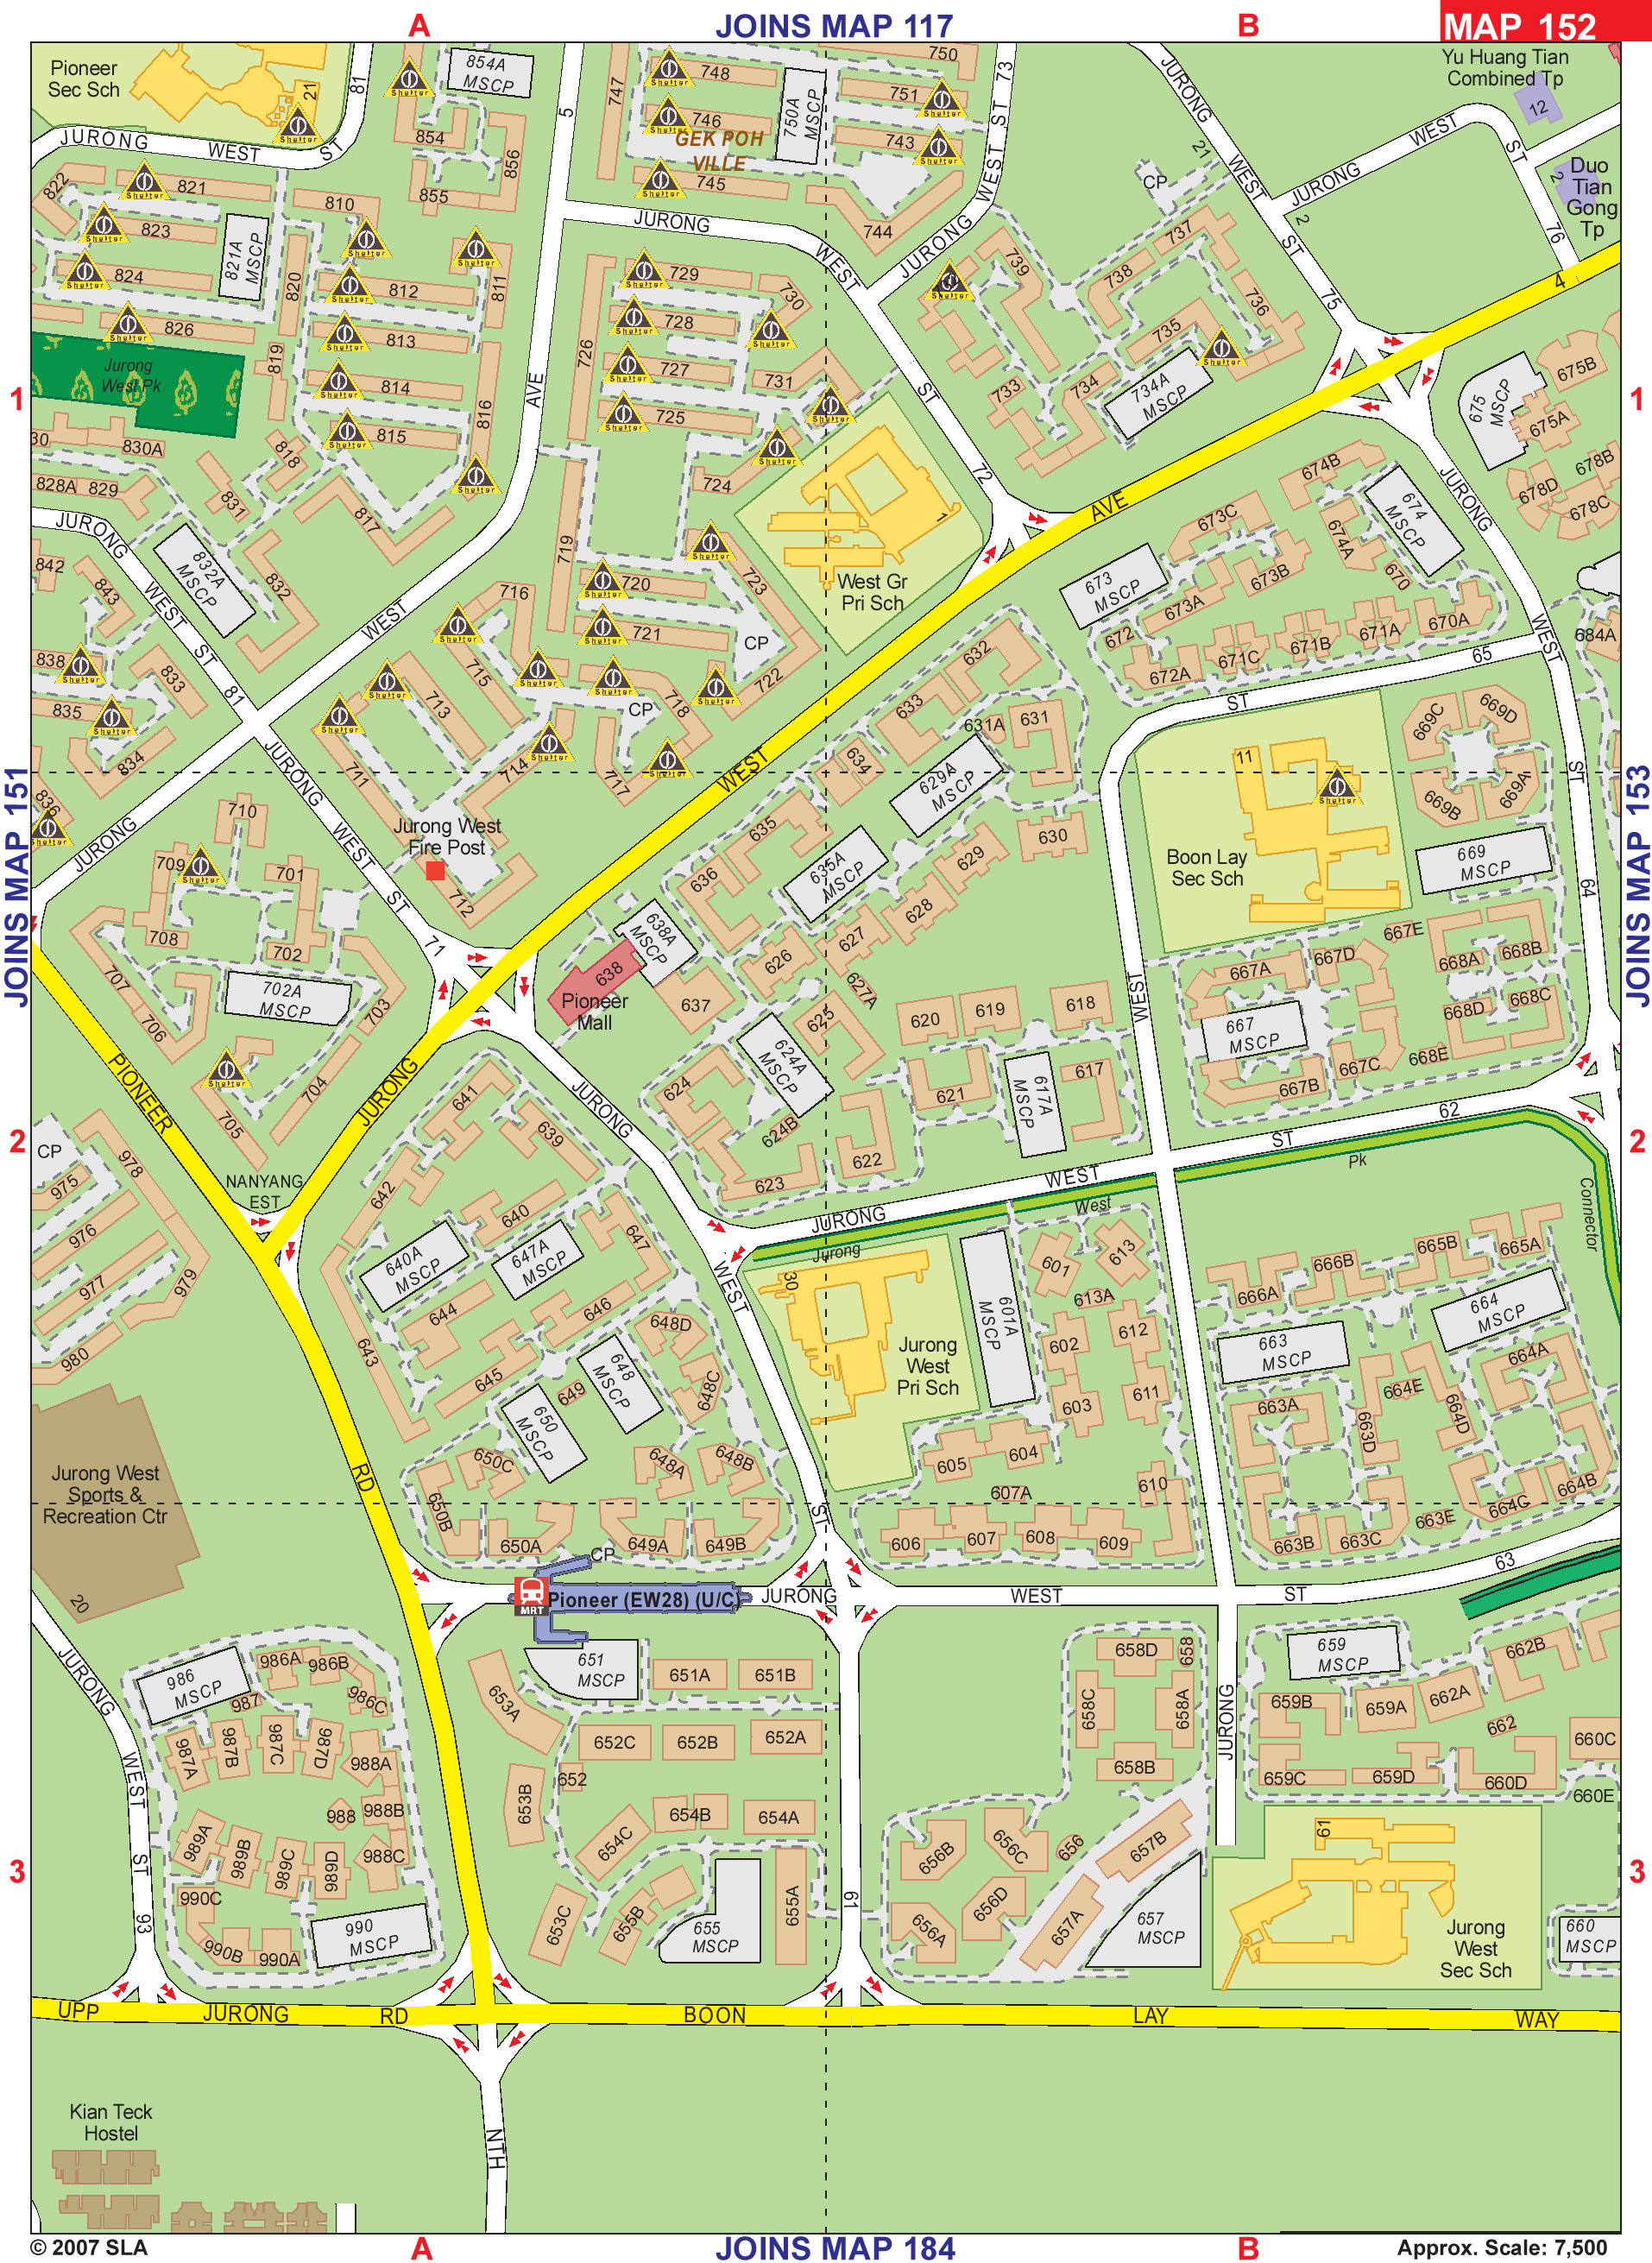 A
JOINS MAP 117
B
MAP 152
Pioneer
Sec Sch
21
81
854A
MSCP
5
747
748
746
750A
MSCP
750
751
743
73
JURONG
Yu Huang Tian
Combined Tp
12
JURONG
WEST
ST
854
856
855
GEK POH
VILLE
745
744
WEST ST
21
CP
WEST
JURONG
WEST
ST
2
Duo
Tian
Gong
Tp
822
821
810
823
821A
MSCP
820
824
812
811
826
813
819
814
816
815
JURONG
WEST
JURONG
2
ST
76
4
729
730
728
726
727
731
725
739
737
738
736
735
75
733
734
734A
MSCP
Jurong
West Pk
1
AVE
ST
72
675B
675
MSCP
675A
1
30
830A
828A
829
818
831
817
724
719
JURONG
WEST
ST
832A
MSCP
832
842
843
WEST
716
720
721
723
CP
722
1
West Gr
Pri Sch
AVE
674B
673C
674
MSCP
674A
JURONG
678B
678D
678C
673
MSCP
673B
670
673A
672
672A
671C
671B
671A
670A
WEST
684A
838
833
81
835
834
836
715
713
718
CP
711
714
717
WEST
632
633
631A
631
634
629A
MSCP
65
ST
669C
669D
11
669B
669A
ST
JOINS MAP 151
JOINS MAP 153
JURONG
JURONG
WEST
ST
710
709
701
708
702
702A
MSCP
707
706
703
704
705
Jurong West
Fire Post
712
71
635
636
635A
MSCP
630
629
628
627
626
627A
638A
MSCP
638
Pioneer
Mall
637
Boon Lay
Sec Sch
669
MSCP
64
667E
667D
667A
668A
668B
667
MSCP
668D
668C
667C
668E
667B
PIONEER
JURONG
641
639
642
JURONG
625
624A
MSCP
624
624B
620
619
618
621
617A
MSCP
617
622
623
WEST
62
ST
WEST
JURONG
Jurong
West
Pk
Connector
2
2
CP
975
978
976
977
979
980
NANYANG
EST
640
640A
MSCP
647A
MSCP
647
644
646
643
645
648D
648
MSCP
648C
649
650
MSCP
650C
648A
648B
650B
650A
649A
649B
WEST
30
Jurong
West
Pri Sch
601A
MSCP
601
613
613A
602
612
603
611
605
604
607A
610
606
607
608
609
665B
665A
666B
666A
664
MSCP
663
MSCP
664A
664E
663A
664D
663D
664C
664B
663B
663C
663E
Jurong West
Sports &
Recreation Ctr
20
RD
ST
CP
MRT
Pioneer (EW28) (U/C)
JURONG
WEST
ST
63
JURONG
WEST
ST
93
986
MSCP
986A
986B
987
986C
987A
987B
987C
987D
988A
988
988B
989A
989B
989C
989D
988C
990C
990B
990A
990
MSCP
651
MSCP
651A
651B
653A
652C
652B
652A
652
653B
654B
654A
654C
653C
655B
655
MSCP
655A
61
658D
658
658C
658A
658B
656B
656C
656
657B
656A
656D
657A
657
MSCP
JURONG
659
MSCP
662B
659B
659A
662A
662
660C
659C
659D
660D
660E
61
Jurong
West
Sec Sch
660
MSCP
3
3
UPP
JURONG
RD
BOON
LAY
WAY
NTH
Kian Teck
Hostel
© 2007 SLA
A
JOINS MAP 184
B
Approx. Scale: 7,500